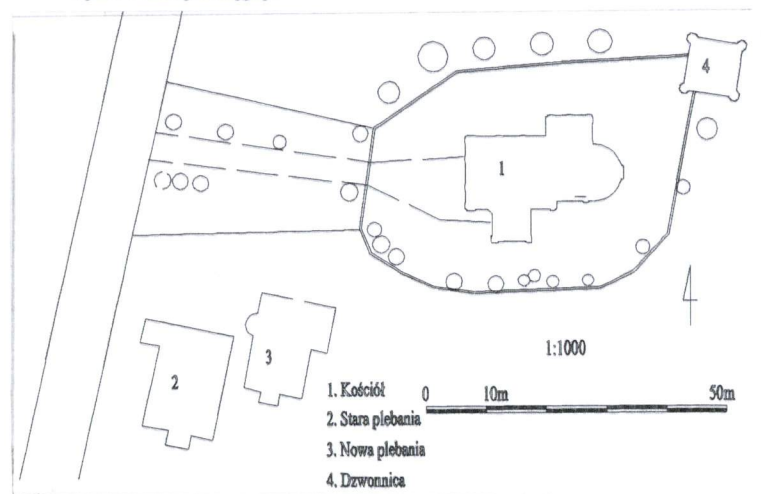 4
1
1:1000
3
2
1. Kościół
2. Stara plebania
3. Nowa plebania
4. Dzwonnica
0 10m 50m